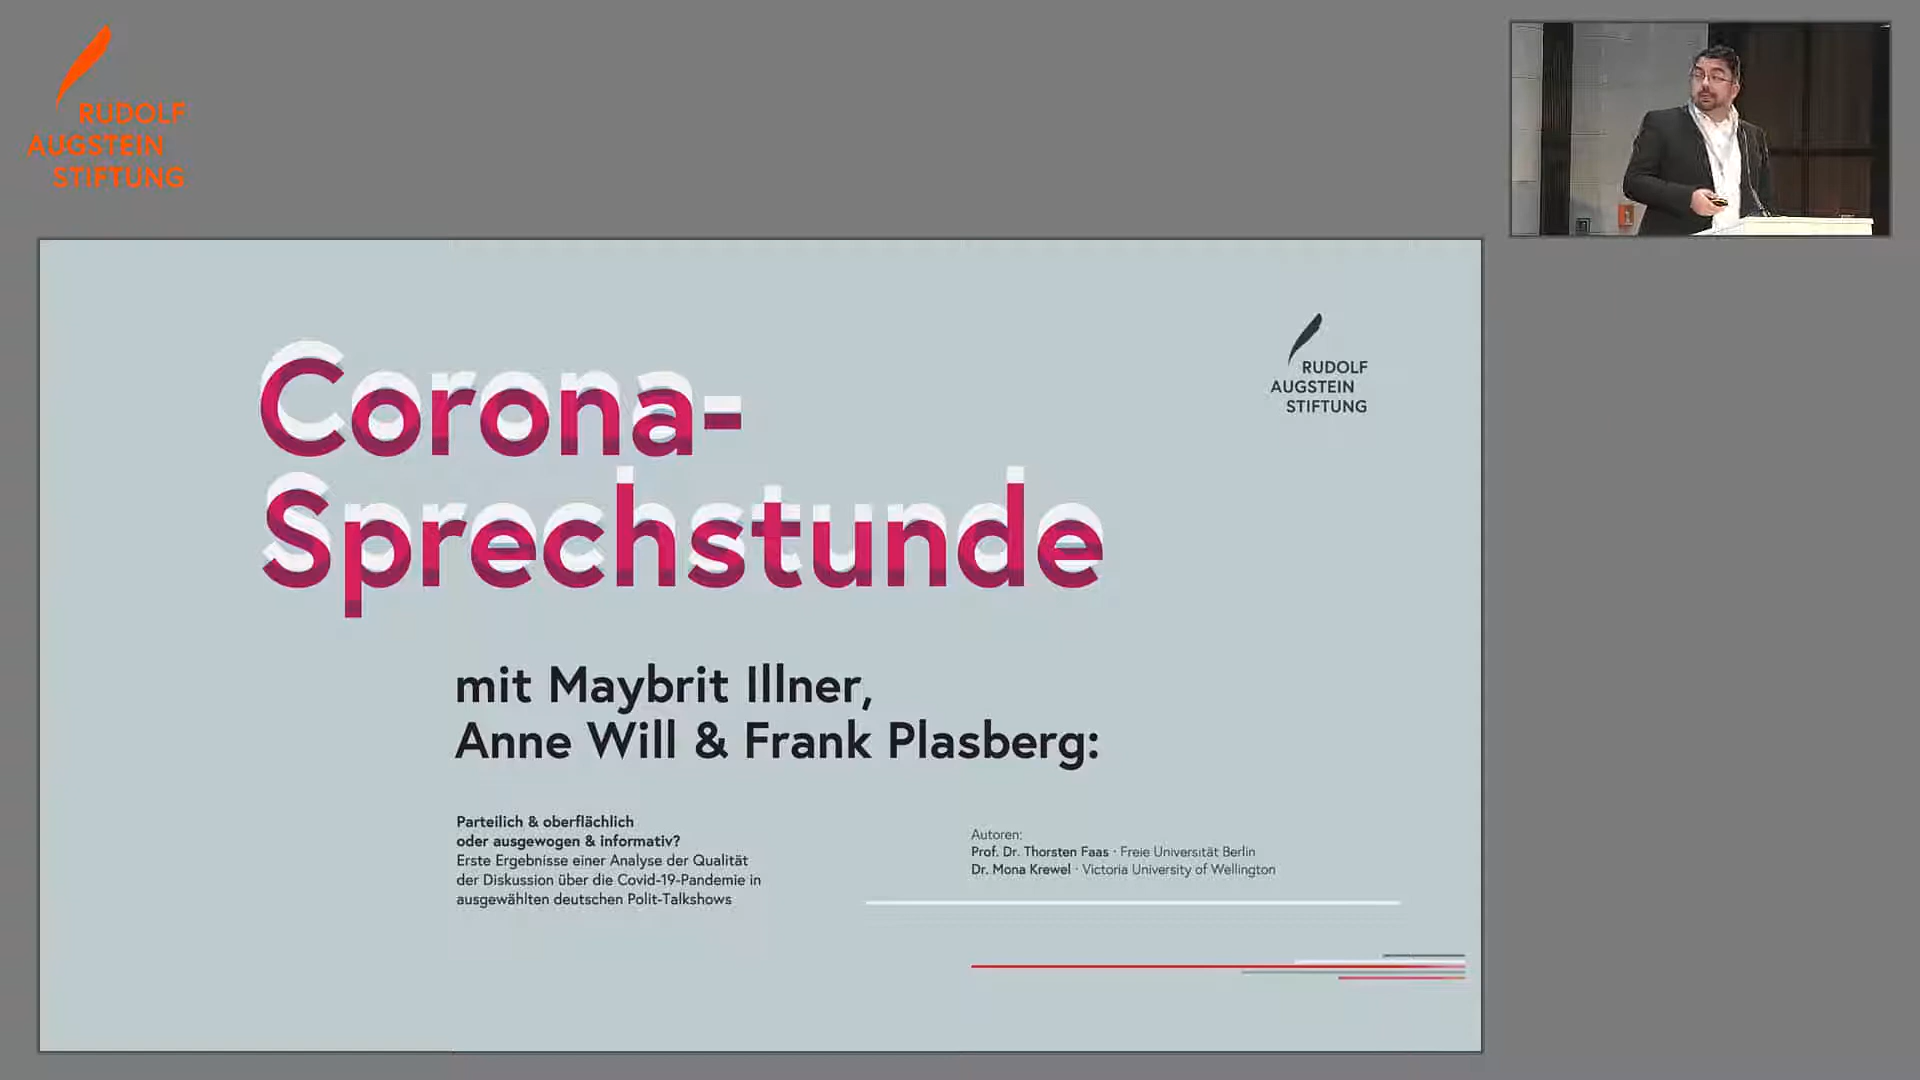 RUDOLF
AUGSTEIN
STIFTUNG
RUDOLF
AUGSTEIN
STIFTUNG
Corona-
Sprechstunde
mit Maybrit Illner,
Anne Will & Frank Plasberg:
Parteilich & oberflächlich
oder ausgewogen & informativ?
Erste Ergebnisse einer Analyse der Qualität
der Diskussion über die Covid-19-Pandemie in
ausgewählten deutschen Polit-Talkshows
Autoren:
Prof. Dr. Thorsten Faas · Freie Universität Berlin
Dr. Mona Krewel · Victoria University of Wellington